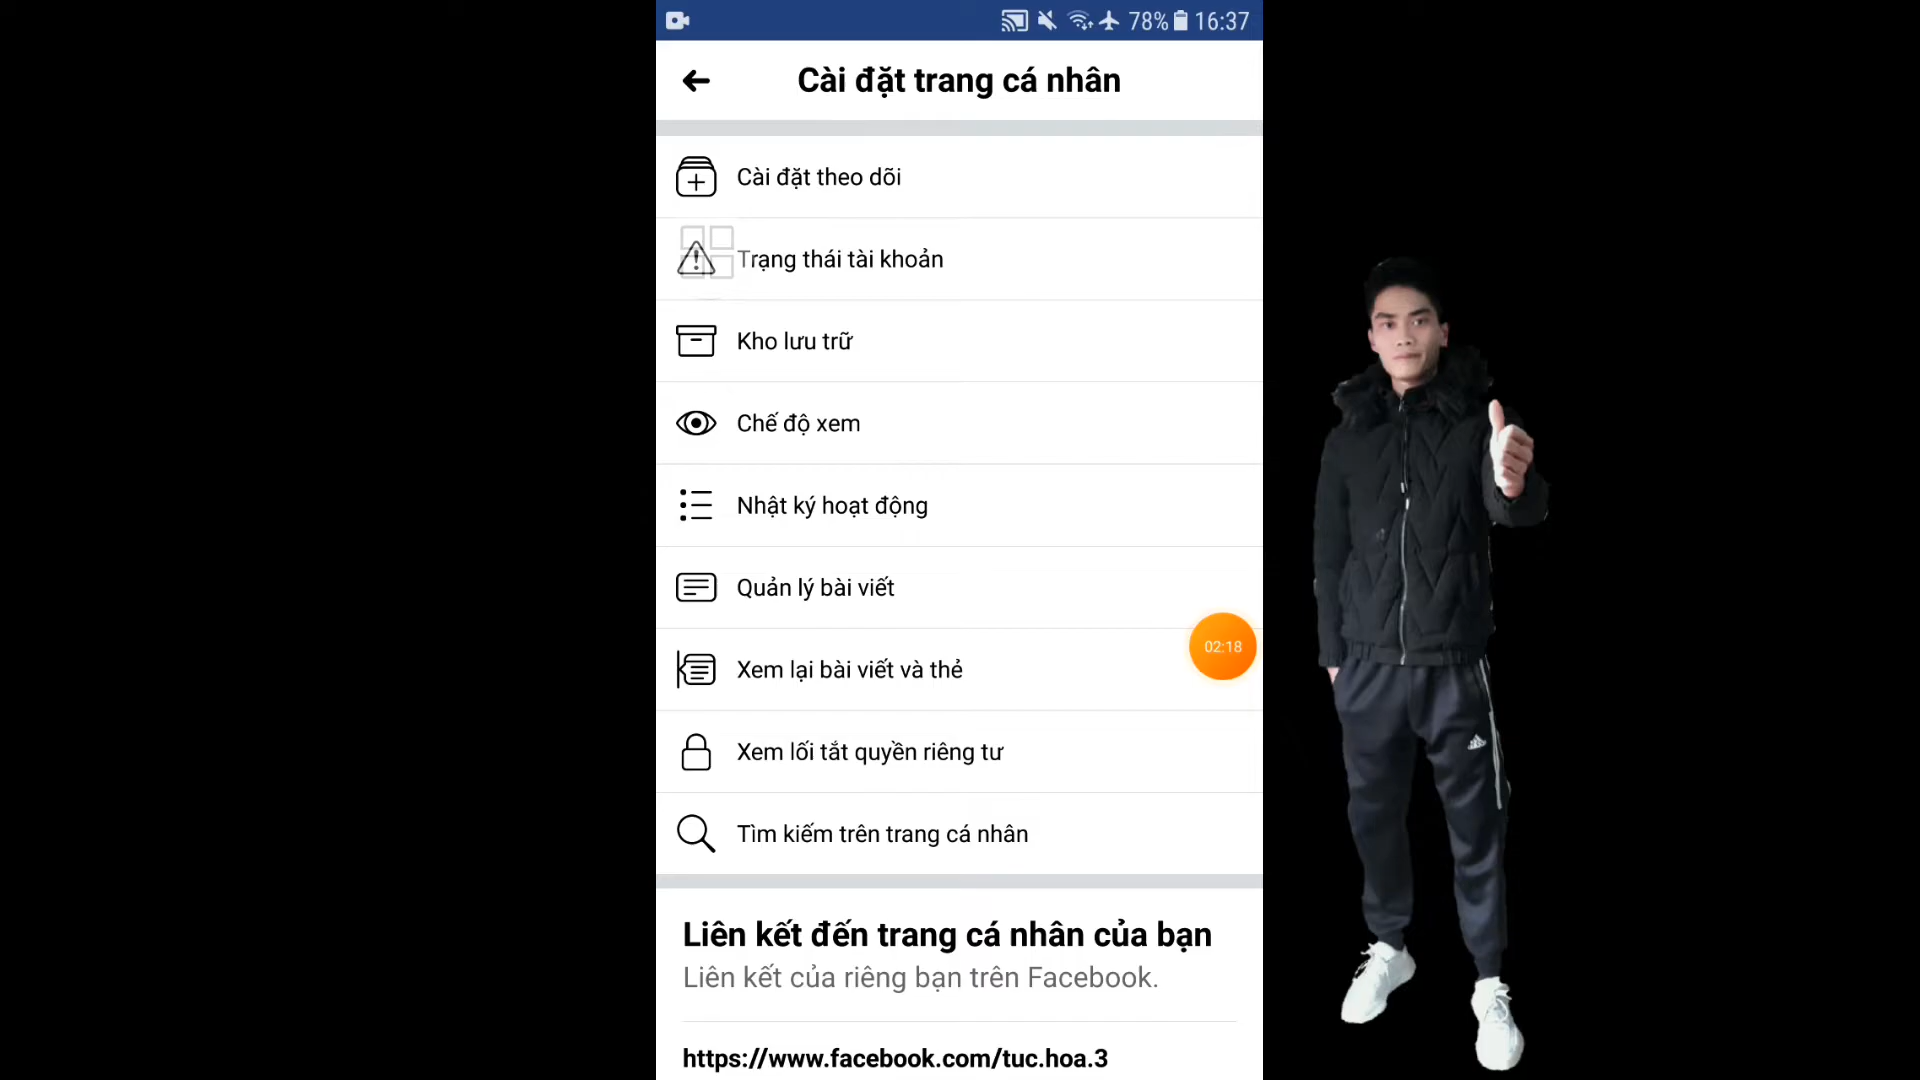 78% 16:37
Cài đặt trang cá nhân
Cài đặt theo dõi
Trạng thái tài khoản
Kho lưu trữ
Chế độ xem
Nhật ký hoạt động
Quản lý bài viết
02:18
Xem lại bài viết và thẻ
Xem lối tắt quyền riêng tư
Tìm kiếm trên trang cá nhân
Liên kết đến trang cá nhân của bạn
Liên kết của riêng bạn trên Facebook.
https://www.facebook.com/tuc.hoa.3